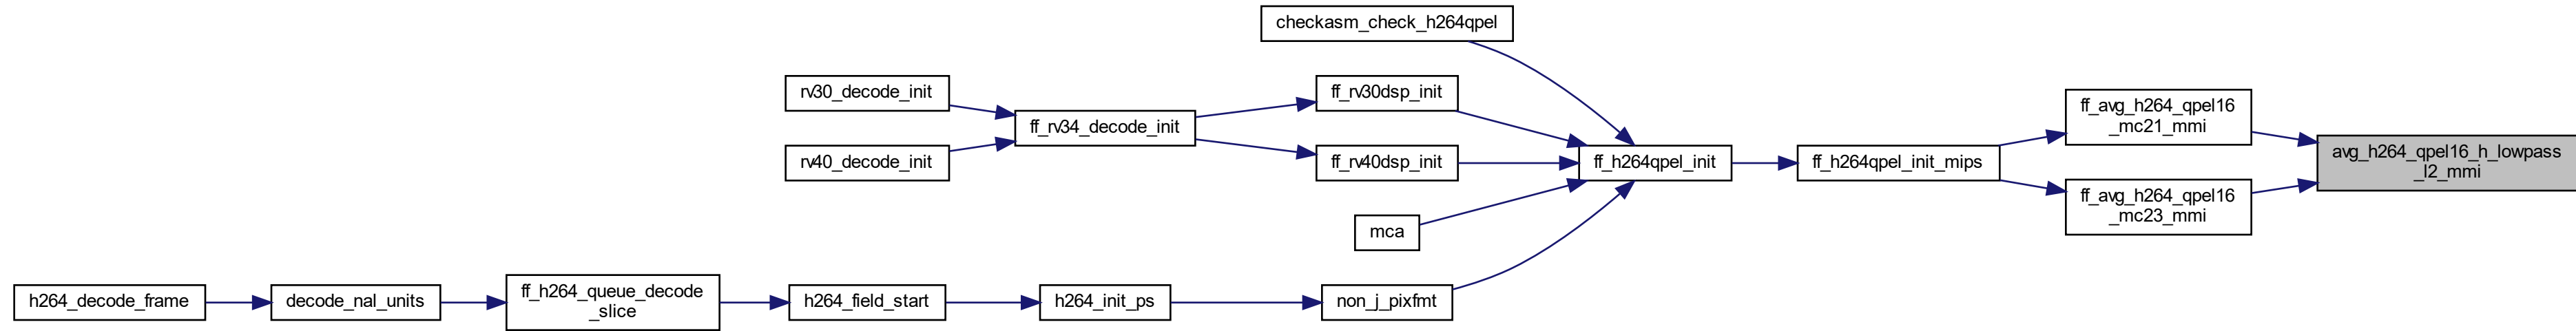 checkasm_check_h264qpel
rv30_decode_init
ff_rv30dsp_init
ff_avg_h264_qpel16
_mc21_mmi
ff_rv34_decode_init
avg_h264_qpel16_h_lowpass
_l2_mmi
rv40_decode_init
ff_rv40dsp_init
ff_h264qpel_init
ff_h264qpel_init_mips
ff_avg_h264_qpel16
_mc23_mmi
mca
h264_decode_frame
decode_nal_units
ff_h264_queue_decode
_slice
h264_field_start
h264_init_ps
non_j_pixfmt